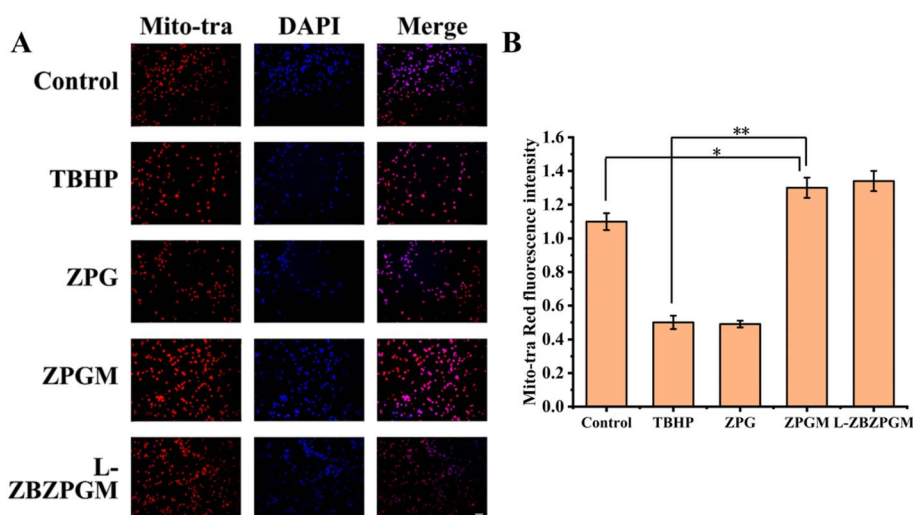 A
Mito-tra DAPI Merge
Control
TBHP
ZPG
ZPGM
L-
ZBZPGM
B
Mito-tra Red fluorescence intensity
1.6
1.4
1.2
1.0
0.8
0.6
0.4
0.2
0.0
**
*
Control TBHP ZPG ZPGM L-ZBZPGM